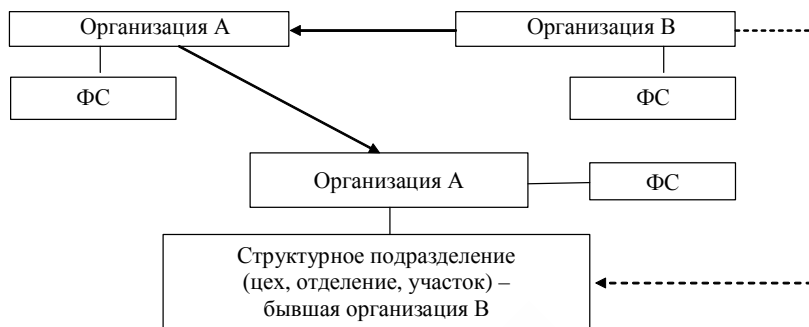 Организация А
Организация В
ФС
ФС
Организация А
ФС
Структурное подразделение
(цех, отделение, участок) –
бывшая организация В